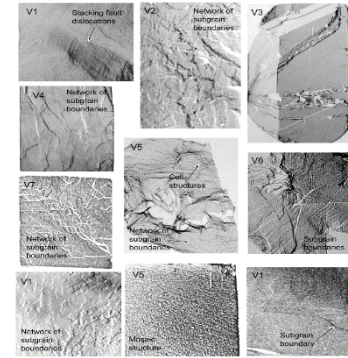 V1
Stacking fault
dislocations
V2
Network of
subgrain
boundaries
V3
V4
Network of
subgrain
boundaries
V5
Cell
structures
Network of
subgrain
boundaries
V6
Subgrain
boundaries
V7
Network of
subgrain
boundaries
V1
Network of
subgrain
boundaries
V5
Mosaic
structure
V1
Subgrain
boundary